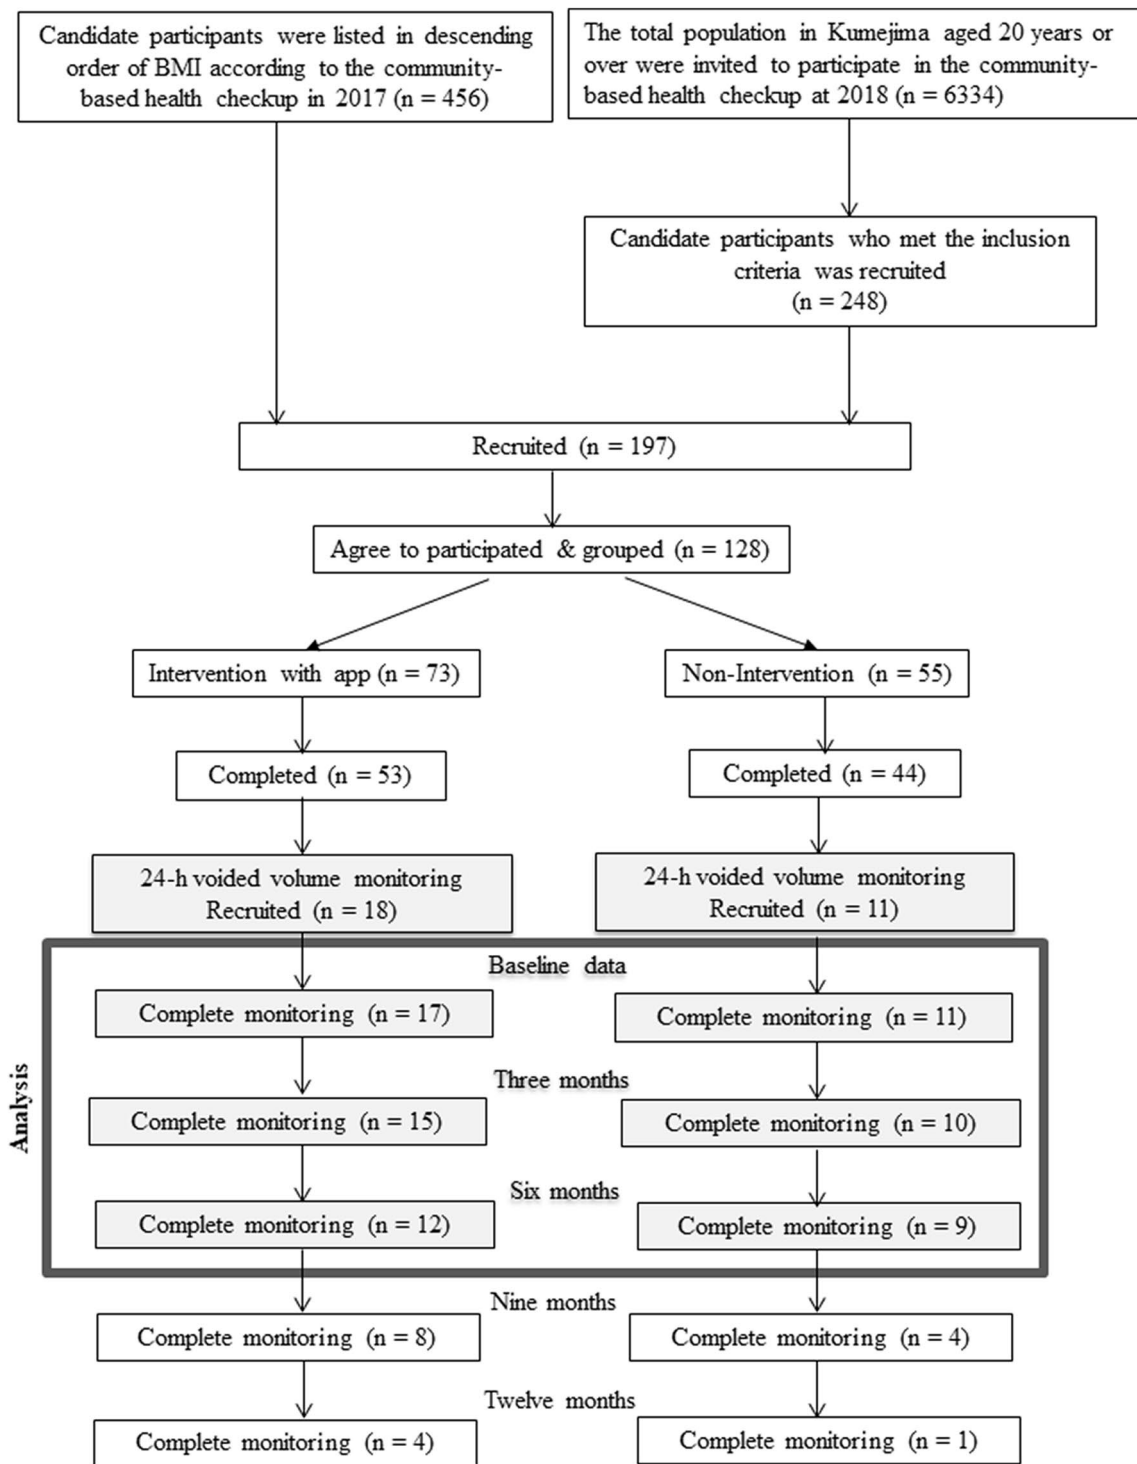 Candidate participants were listed in descending
order of BMI according to the community-
based health checkup in 2017 (n = 456)
The total population in Kumejima aged 20 years or
over were invited to participate in the community-
based health checkup at 2018 (n = 6334)
Candidate participants who met the inclusion
criteria was recruited
(n = 248)
Recruited (n = 197)
Agree to participated & grouped (n = 128)
Intervention with app (n = 73)
Non-Intervention (n = 55)
Completed (n = 53)
Completed (n = 44)
24-h voided volume monitoring
Recruited (n = 18)
24-h voided volume monitoring
Recruited (n = 11)
Analysis
Baseline data
Complete monitoring (n = 17)
Complete monitoring (n = 11)
Three months
Complete monitoring (n = 15)
Complete monitoring (n = 10)
Six months
Complete monitoring (n = 12)
Complete monitoring (n = 9)
Nine months
Complete monitoring (n = 8)
Complete monitoring (n = 4)
Twelve months
Complete monitoring (n = 4)
Complete monitoring (n = 1)